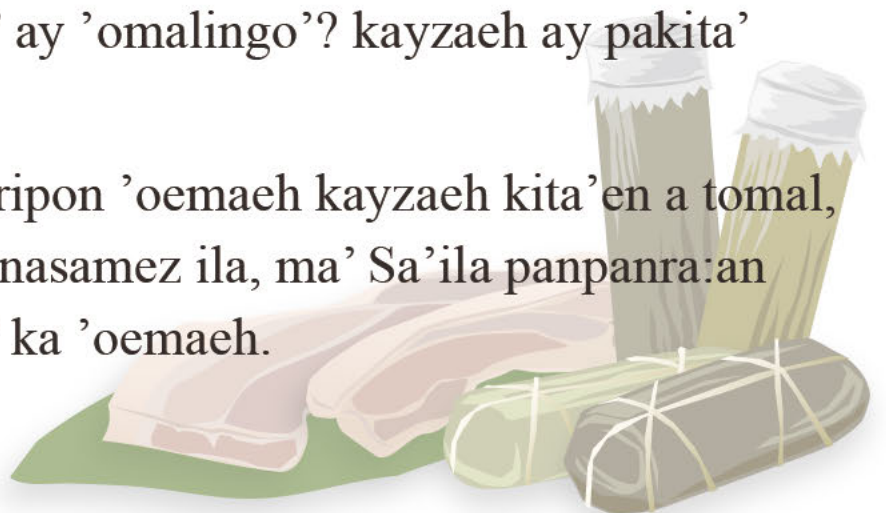 ’ ay ’omalingo’? kayzaeh ay pakita’
ripon ’oemaeh kayzaeh kita’en a tomal,
nasamez ila, ma’ Sa’ila panpanra:an
ka ’oemaeh.